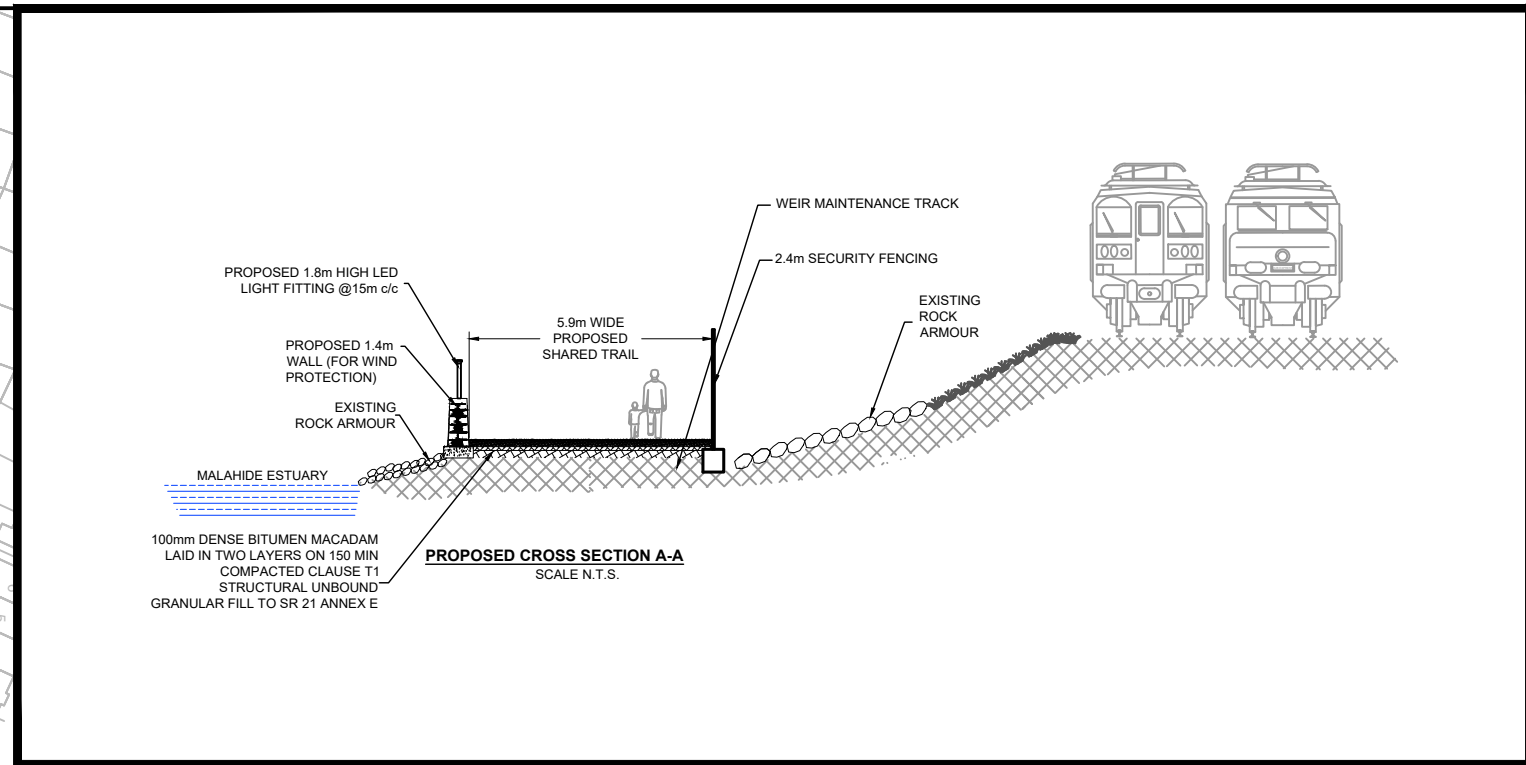 WEIR MAINTENANCE TRACK
2.4m SECURITY FENCING
PROPOSED 1.8m HIGH LED
LIGHT FITTING @15m c/c
EXISTING
ROCK
ARMOUR
5.9m WIDE
PROPOSED
SHARED TRAIL
PROPOSED 1.4m
WALL (FOR WIND
PROTECTION)
EXISTING
ROCK ARMOUR
MALAHIDE ESTUARY
100mm DENSE BITUMEN MACADAM
LAID IN TWO LAYERS ON 150 MIN
COMPACTED CLAUSE T1
STRUCTURAL UNBOUND
GRANULAR FILL TO SR 21 ANNEX E
PROPOSED CROSS SECTION A-A
SCALE N.T.S.